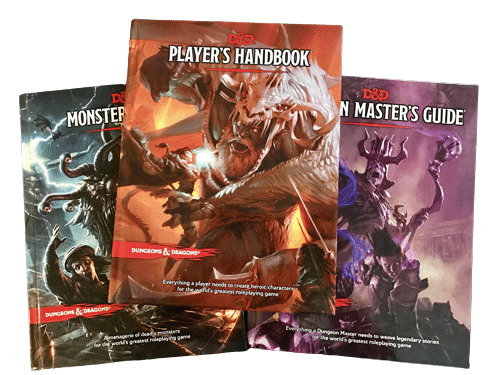 D&D
PLAYER'S HANDBOOK
DUNGEONS & DRAGONS®
Everything a player needs to create heroic characters
for the world's greatest roleplaying game
D&D
MONSTER
DUNGEONS & DRAGONS®
A menagerie of deadly monsters
for the world's greatest roleplaying game
D&D
N MASTER'S GUIDE®
Everything a Dungeon Master needs to weave legendary stories
for the world's greatest roleplaying game